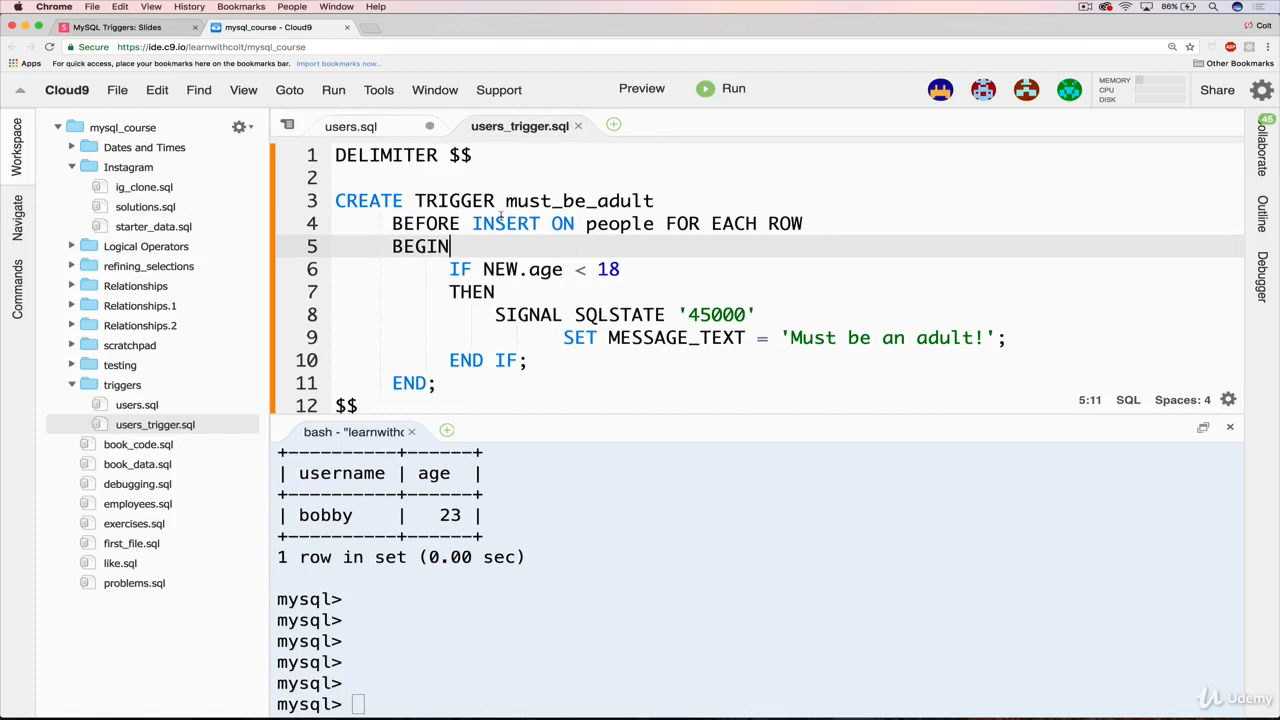 Chrome File Edit View History Bookmarks People Window Help 86%
MySQL Triggers: Slides × mysql_course - Cloud9 × Colt
Secure https://ide.c9.io/learnwithcolt/mysql_course
Apps For quick access, place your bookmarks here on the bookmarks bar. Import bookmarks now... Other Bookmarks
Cloud9 File Edit Find View Goto Run Tools Window Support Preview Run MEMORY CPU DISK Share
Workspace
Navigate
Commands
mysql_course
Dates and Times
Instagram
ig_clone.sql
solutions.sql
starter_data.sql
Logical Operators
refining_selections
Relationships
Relationships.1
Relationships.2
scratchpad
testing
triggers
users.sql
users_trigger.sql
book_code.sql
book_data.sql
debugging.sql
employees.sql
exercises.sql
first_file.sql
like.sql
problems.sql
users.sql users_trigger.sql ×
1 DELIMITER $$
2
3 CREATE TRIGGER must_be_adult
4 BEFORE INSERT ON people FOR EACH ROW
5 BEGIN
6 IF NEW.age < 18
7 THEN
8 SIGNAL SQLSTATE '45000'
9 SET MESSAGE_TEXT = 'Must be an adult!';
10 END IF;
11 END;
12 $$
5:11 SQL Spaces: 4
bash - "learnwithc ×
+----------+------+
| username | age |
+----------+------+
| bobby | 23 |
+----------+------+
1 row in set (0.00 sec)
mysql>
mysql>
mysql>
mysql>
mysql>
mysql>
45
Collaborate
Outline
Debugger
Udemy